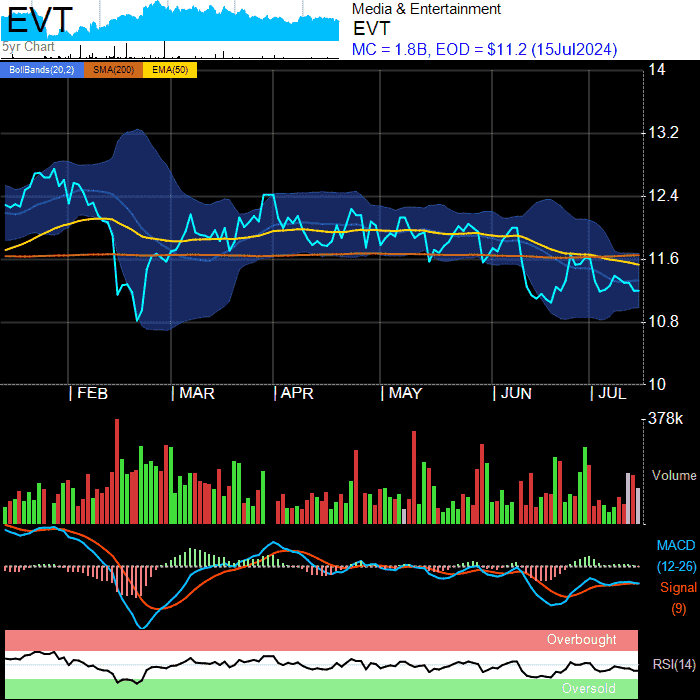 EVT
5yr Chart
Media & Entertainment
EVT
MC = 1.8B, EOD = $11.2 (15Jul2024)
BollBands(20,2) SMA(200) EMA(50)
14
13.2
12.4
11.6
10.8
10
| FEB | MAR | APR | MAY | JUN | JUL
378k
Volume
MACD
(12-26)
Signal
(9)
Overbought
RSI(14)
Oversold